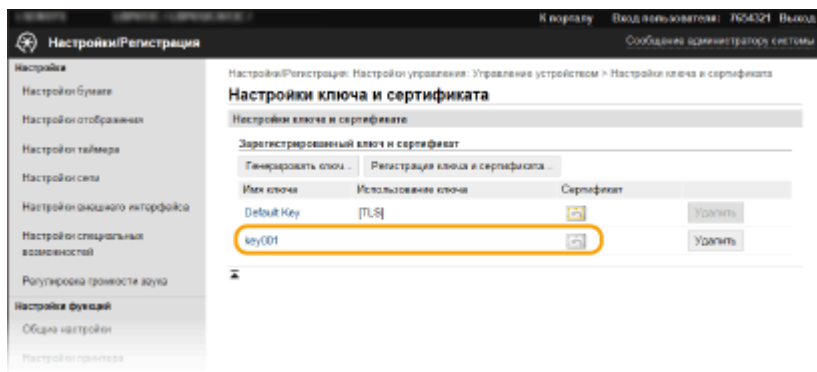 К порталу Вход пользователя: 7654321 Выход
Настройки/Регистрация
Сообщение администратору системы
Настройка
Настройки бумаги
Настройки отображения
Настройки таймера
Настройки сети
Настройки внешнего интерфейса
Настройки специальных
возможностей
Регулировка громкости звука
Настройки функций
Общие настройки
Настройки принтера
Настройка/Регистрация: Настройки управления: Управление устройством > Настройки ключа и сертификата
Настройки ключа и сертификата
Настройки ключа и сертификата
Зарегистрированный ключ и сертификат
Генерировать ключ... Регистрация ключа и сертификата...
Имя ключа Использование ключа Сертификат
Default Key [TLS] Удалить
key001 Удалить